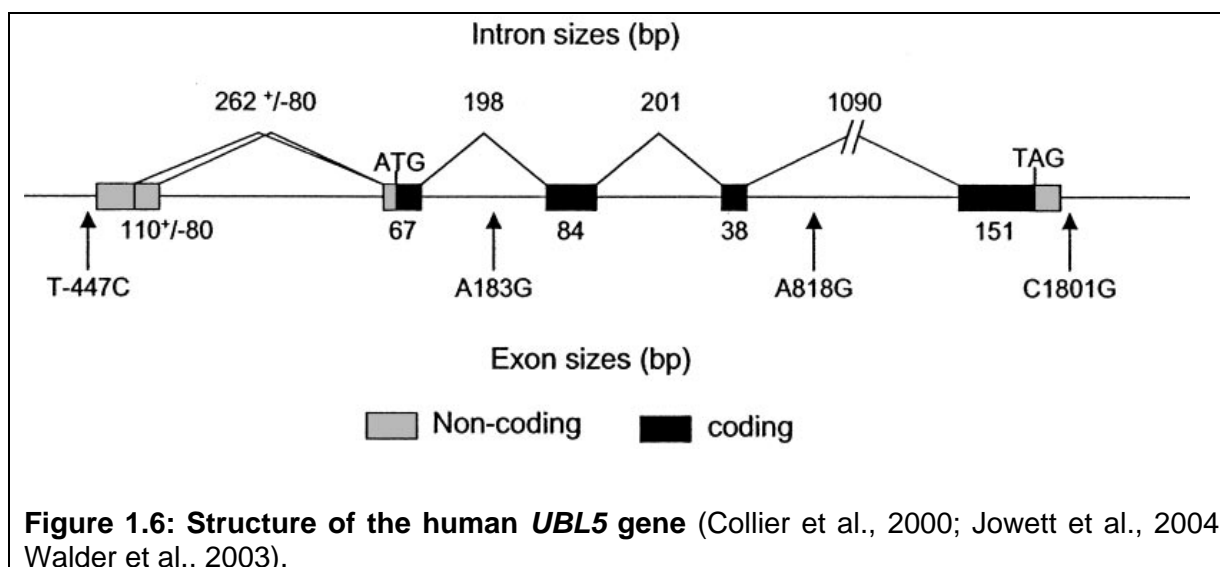 Intron sizes (bp)
262 +/-80 198 201 1090
ATG TAG
110+/-80 67 84 38 151
T-447C A183G A818G C1801G
Exon sizes (bp)
Non-coding coding
Figure 1.6: Structure of the human UBL5 gene (Collier et al., 2000; Jowett et al., 2004
Walder et al., 2003).